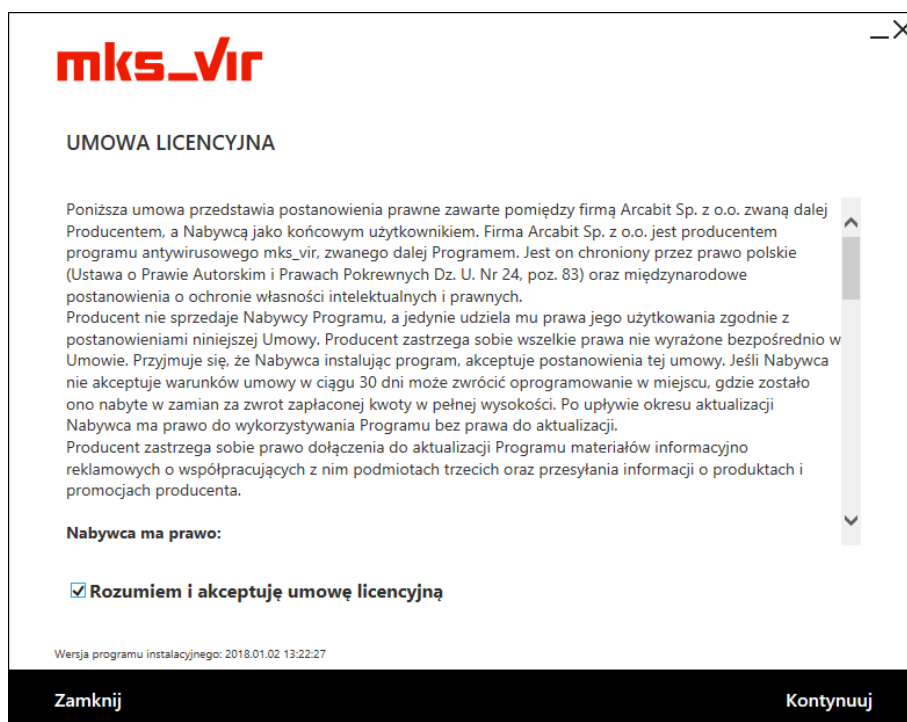 mks_vir
UMOWA LICENCYJNA
Poniższa umowa przedstawia postanowienia prawne zawarte pomiędzy firmą Arcabit Sp. z o.o. zwaną dalej
Producentem, a Nabywcą jako końcowym użytkownikiem. Firma Arcabit Sp. z o.o. jest producentem
programu antywirusowego mks_vir, zwanego dalej Programem. Jest on chroniony przez prawo polskie
(Ustawa o Prawie Autorskim i Prawach Pokrewnych Dz. U. Nr 24, poz. 83) oraz międzynarodowe
postanowienia o ochronie własności intelektualnych i prawnych.
Producent nie sprzedaje Nabywcy Programu, a jedynie udziela mu prawa jego użytkowania zgodnie z
postanowieniami niniejszej Umowy. Producent zastrzega sobie wszelkie prawa nie wyrażone bezpośrednio w
Umowie. Przyjmuje się, że Nabywca instalując program, akceptuje postanowienia tej umowy. Jeśli Nabywca
nie akceptuje warunków umowy w ciągu 30 dni może zwrócić oprogramowanie w miejscu, gdzie zostało
ono nabyte w zamian za zwrot zapłaconej kwoty w pełnej wysokości. Po upływie okresu aktualizacji
Nabywca ma prawo do wykorzystywania Programu bez prawa do aktualizacji.
Producent zastrzega sobie prawo dołączenia do aktualizacji Programu materiałów informacyjno
reklamowych o współpracujących z nim podmiotach trzecich oraz przesyłania informacji o produktach i
promocjach producenta.
Nabywca ma prawo:
Rozumiem i akceptuję umowę licencyjną
Wersja programu instalacyjnego: 2018.01.02 13:22:27
Zamknij
Kontynuuj